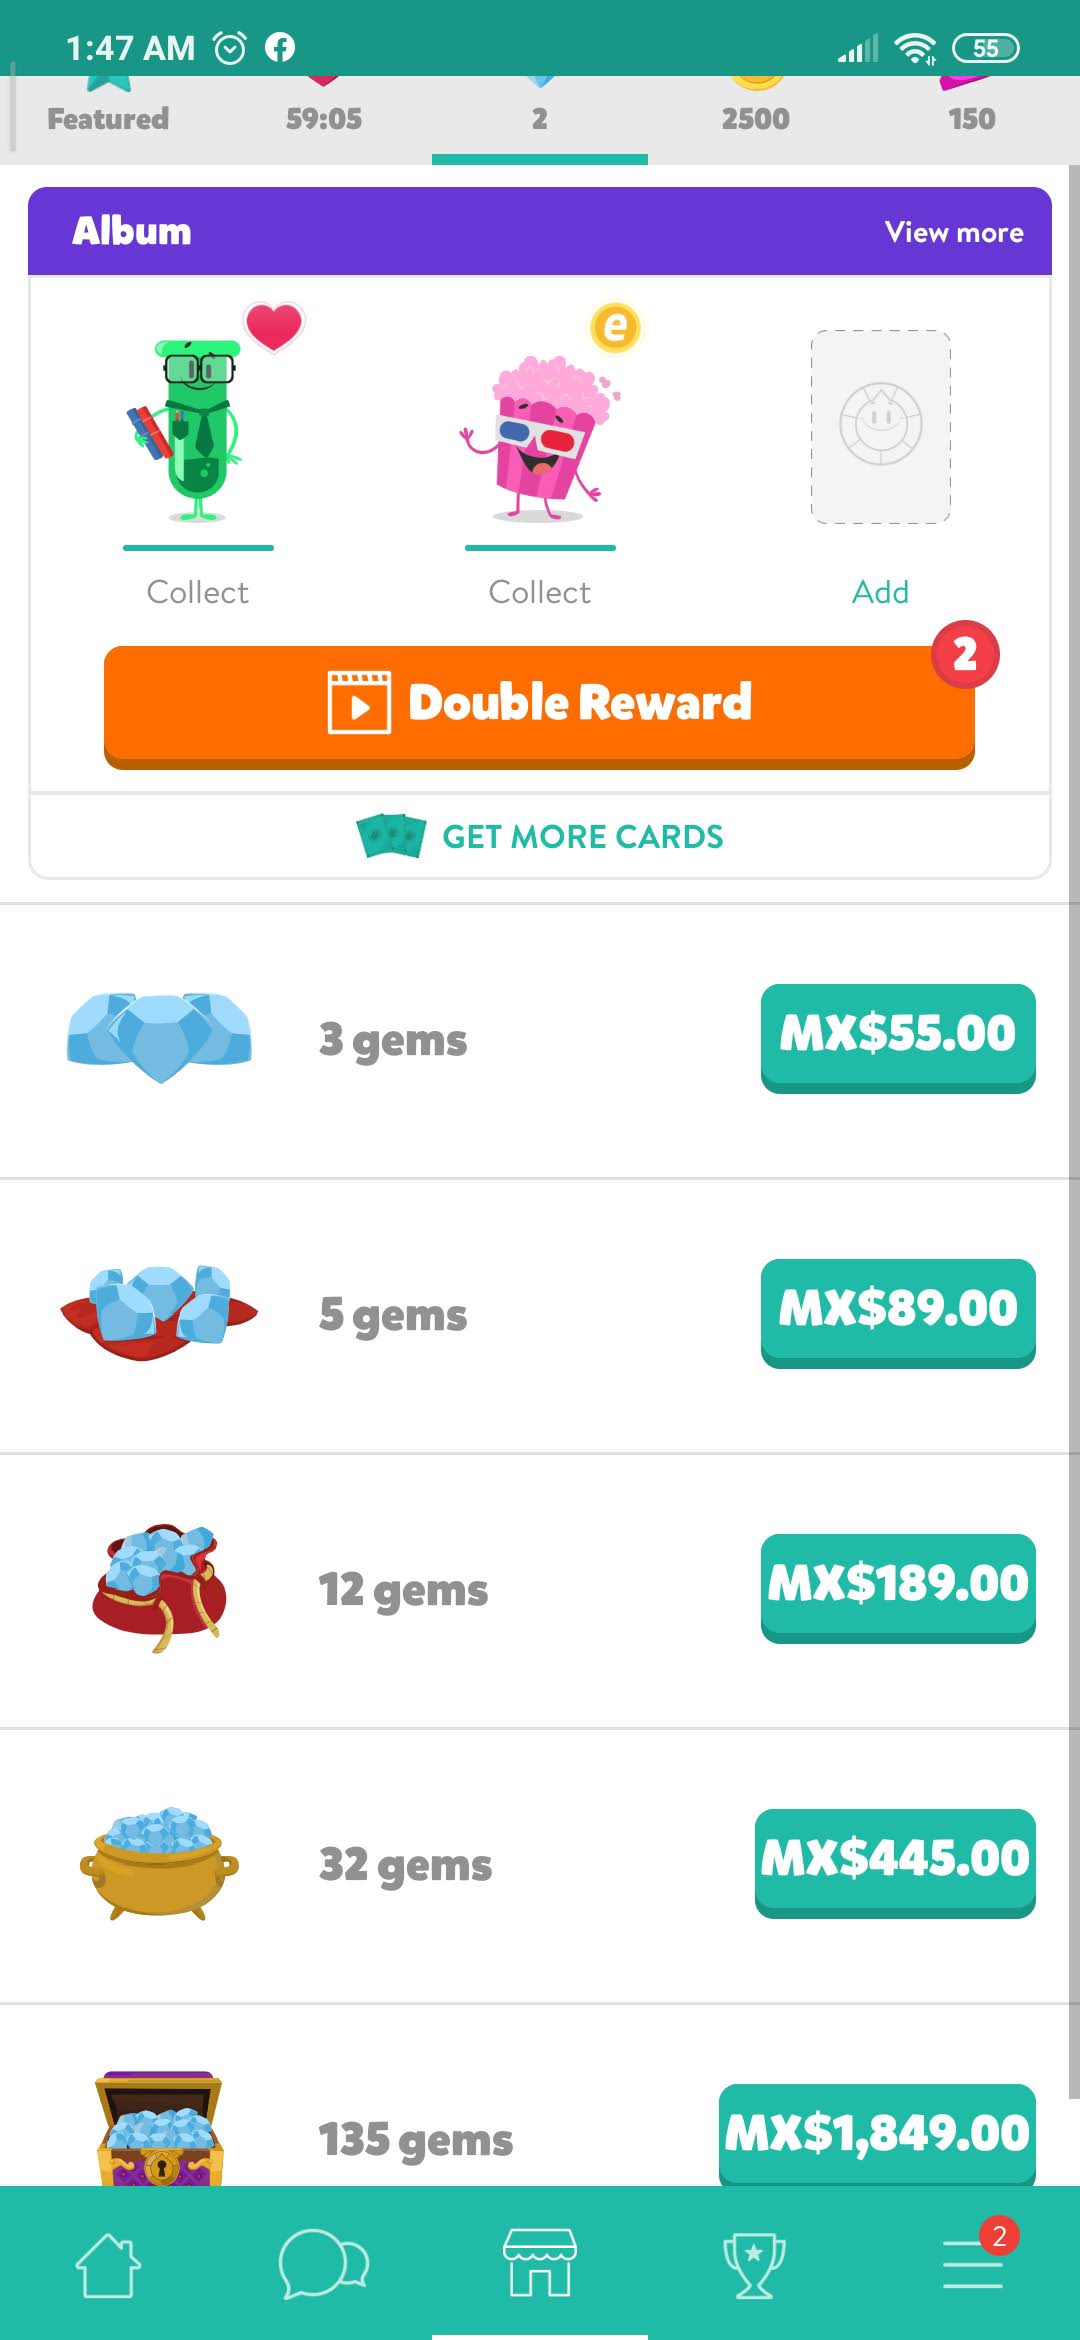 1:47 AM 55
Featured 59:05 2 2500 150
Album View more
e
Collect Collect Add
2
Double Reward
GET MORE CARDS
3 gems MX$55.00
5 gems MX$89.00
12 gems MX$189.00
32 gems MX$445.00
135 gems MX$1,849.00
2